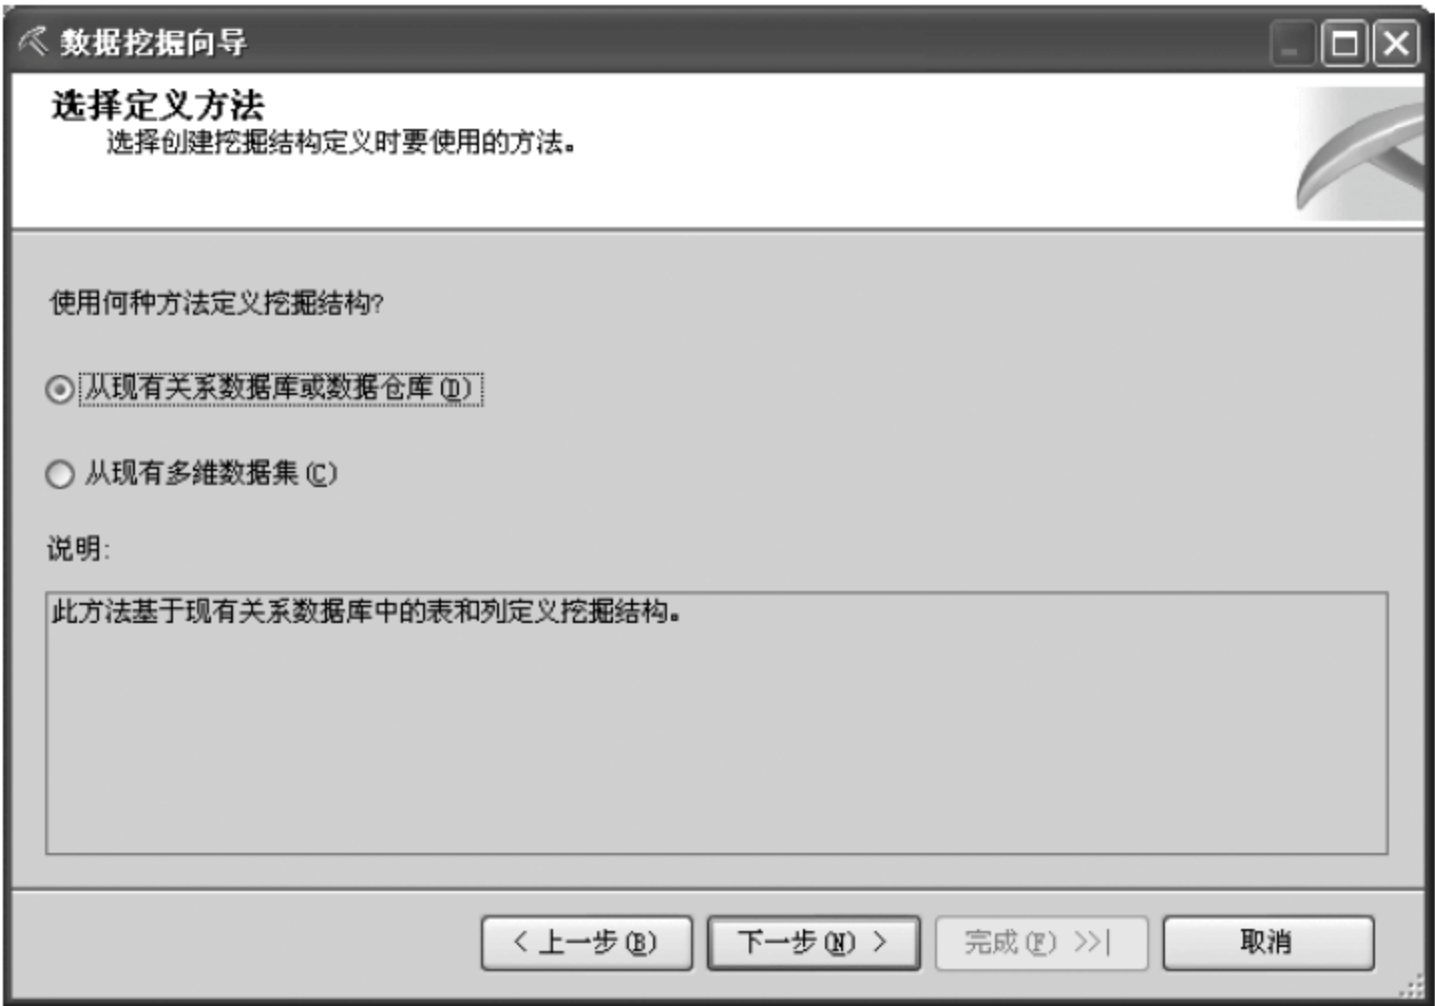 数据挖掘向导
选择定义方法
选择创建挖掘结构定义时要使用的方法。
使用何种方法定义挖掘结构?
从现有关系数据库或数据仓库(D)
从现有多维数据集(C)
说明:
此方法基于现有关系数据库中的表和列定义挖掘结构。
< 上一步(B) 下一步(N) > 完成(F) >>| 取消